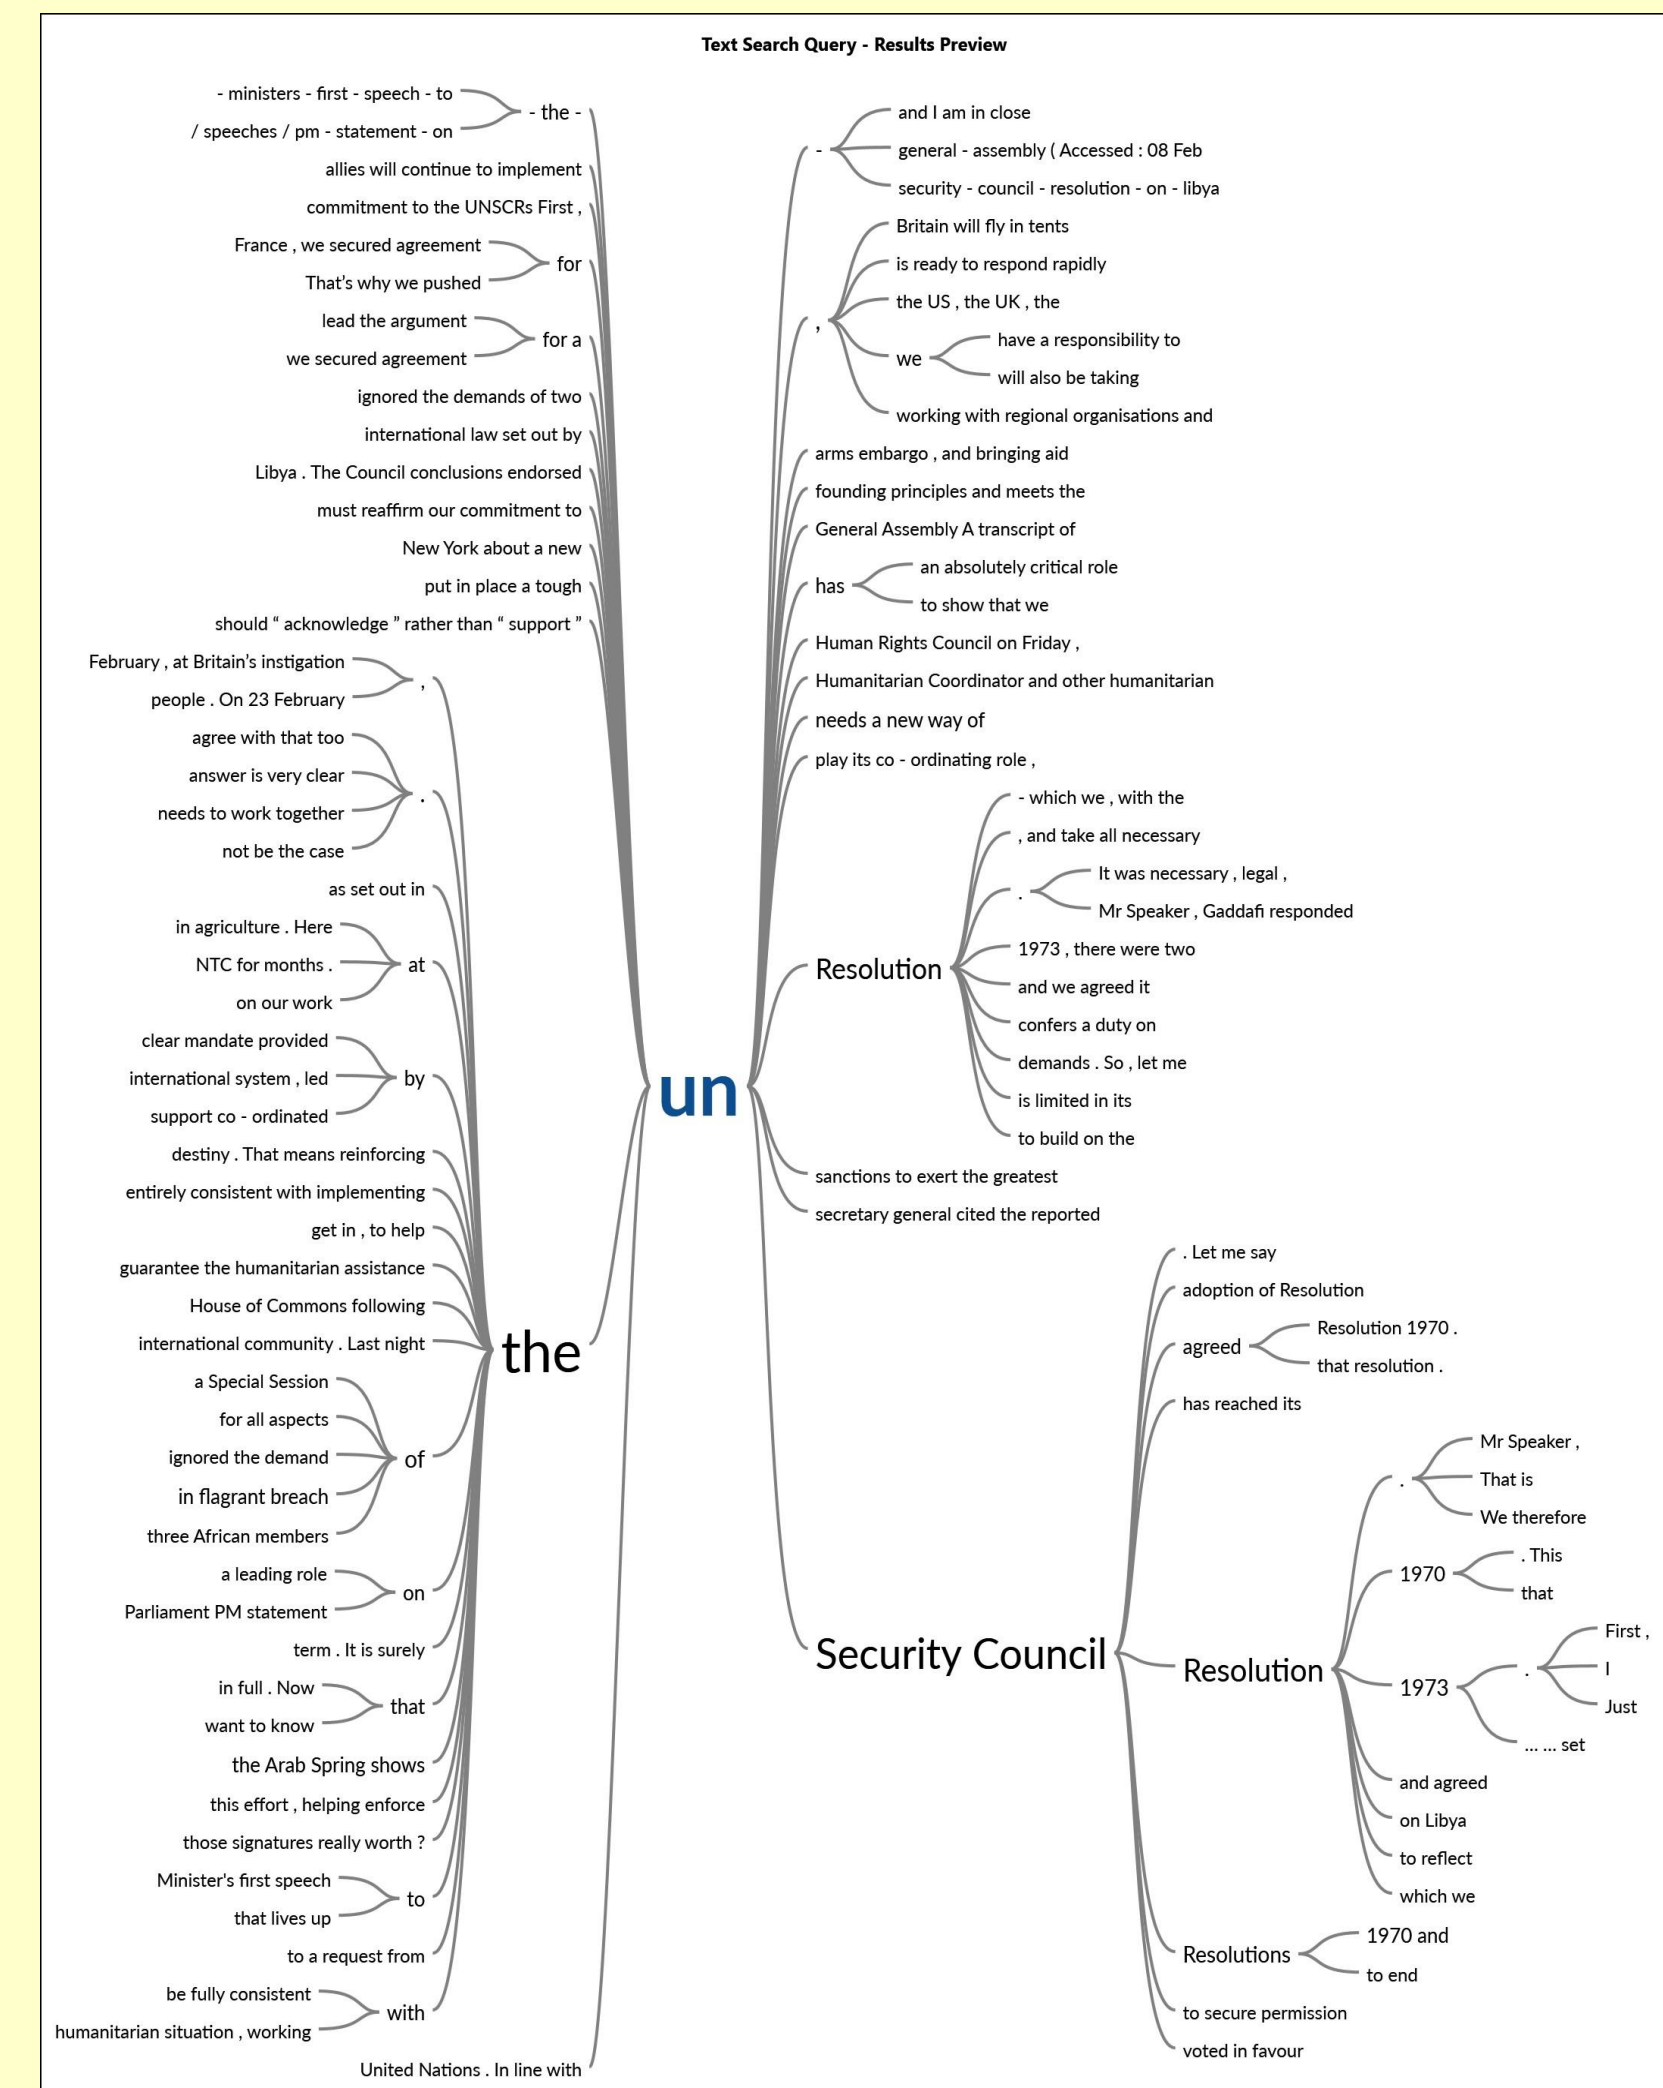 Text Search Query - Results Preview
- ministers - first - speech - to
/ speeches / pm - statement - on
- the -
allies will continue to implement
commitment to the UNSCRs First ,
France , we secured agreement
That’s why we pushed
for
lead the argument
we secured agreement
for a
ignored the demands of two
international law set out by
Libya . The Council conclusions endorsed
must reaffirm our commitment to
New York about a new
put in place a tough
should “ acknowledge ” rather than “ support ”
February , at Britain’s instigation
people . On 23 February
,
agree with that too
answer is very clear
needs to work together
not be the case
.
as set out in
in agriculture . Here
NTC for months .
on our work
at
clear mandate provided
international system , led
support co - ordinated
by
destiny . That means reinforcing
entirely consistent with implementing
get in , to help
guarantee the humanitarian assistance
House of Commons following
international community . Last night
a Special Session
for all aspects
ignored the demand
in flagrant breach
three African members
of
a leading role
Parliament PM statement
on
term . It is surely
in full . Now
want to know
that
the Arab Spring shows
this effort , helping enforce
those signatures really worth ?
Minister's first speech
that lives up
to
to a request from
be fully consistent
humanitarian situation , working
with
the
United Nations . In line with
un
-
and I am in close
general - assembly ( Accessed : 08 Feb
security - council - resolution - on - libya
,
Britain will fly in tents
is ready to respond rapidly
the US , the UK , the
we
have a responsibility to
will also be taking
working with regional organisations and
arms embargo , and bringing aid
founding principles and meets the
General Assembly A transcript of
has
an absolutely critical role
to show that we
Human Rights Council on Friday ,
Humanitarian Coordinator and other humanitarian
needs a new way of
play its co - ordinating role ,
Resolution
- which we , with the
, and take all necessary
.
It was necessary , legal ,
Mr Speaker , Gaddafi responded
1973 , there were two
and we agreed it
confers a duty on
demands . So , let me
is limited in its
to build on the
sanctions to exert the greatest
secretary general cited the reported
Security Council
. Let me say
adoption of Resolution
agreed
Resolution 1970 .
that resolution .
has reached its
Resolution
.
Mr Speaker ,
That is
We therefore
1970
. This
that
1973
.
First ,
I
Just
... ... set
and agreed
on Libya
to reflect
which we
Resolutions
1970 and
to end
to secure permission
voted in favour